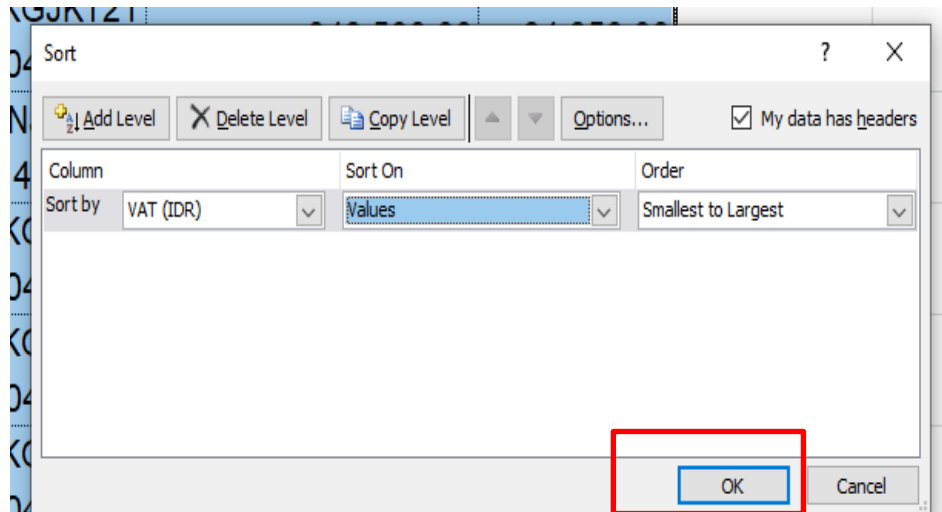 Sort ? X
Add Level Delete Level Copy Level Options... My data has headers
Column Sort On Order
Sort by VAT (IDR) Values Smallest to Largest
OK Cancel